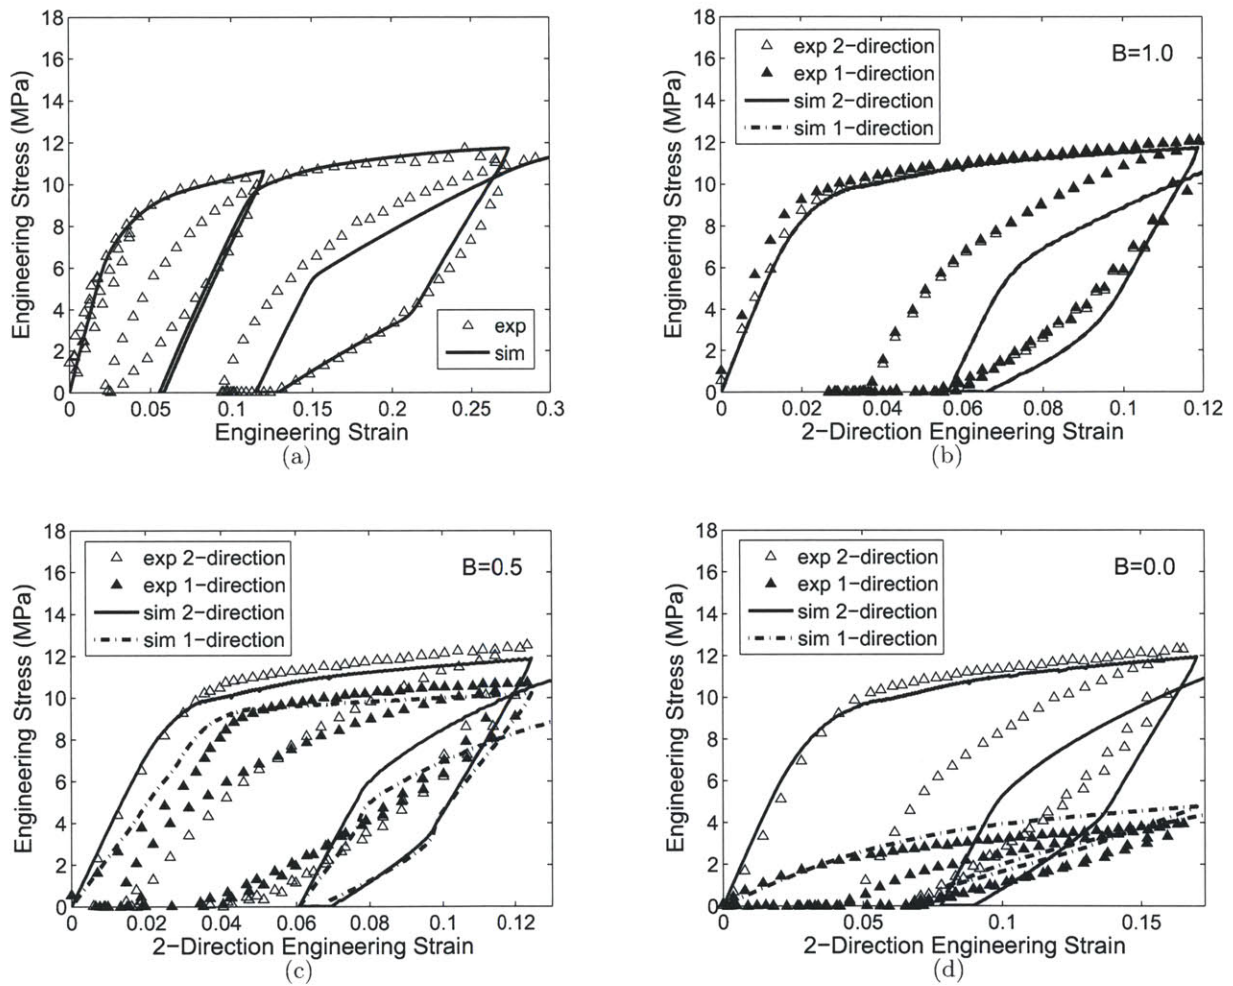 18
16
14
12
10
8
6
4
2
0
Engineering Stress (MPa)
exp
sim
0 0.05 0.1 0.15 0.2 0.25 0.3
Engineering Strain
(a)
18
16
14
12
10
8
6
4
2
0
Engineering Stress (MPa)
exp 2−direction
exp 1−direction
sim 2−direction
sim 1−direction
B=1.0
0 0.02 0.04 0.06 0.08 0.1 0.12
2−Direction Engineering Strain
(b)
18
16
14
12
10
8
6
4
2
0
Engineering Stress (MPa)
exp 2−direction
exp 1−direction
sim 2−direction
sim 1−direction
B=0.5
0 0.02 0.04 0.06 0.08 0.1 0.12
2−Direction Engineering Strain
(c)
18
16
14
12
10
8
6
4
2
0
Engineering Stress (MPa)
exp 2−direction
exp 1−direction
sim 2−direction
sim 1−direction
B=0.0
0 0.05 0.1 0.15
2−Direction Engineering Strain
(d)